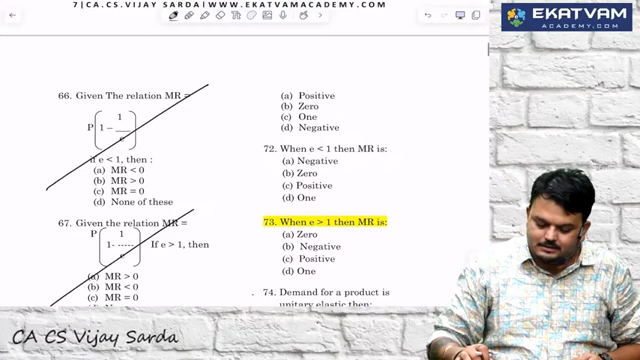 7|CA.CS.VIJAY SARDA|WWW.EKATVAMACADEMY.COM
EKATVAM
ACADEMY.COM
66. Given The relation MR =
P(1 – 1/e)
If e < 1, then :
(a) MR < 0
(b) MR > 0
(c) MR = 0
(d) None of these
67. Given the relation MR =
P(1- 1/e) If e > 1, then
(a) MR > 0
(b) MR < 0
(c) MR = 0
(a) Positive
(b) Zero
(c) One
(d) Negative
72. When e < 1 then MR is:
(a) Negative
(b) Zero
(c) Positive
(d) One
73. When e > 1 then MR is:
(a) Zero
(b) Negative
(c) Positive
(d) One
74. Demand for a product is
unitary elastic then:
CA CS Vijay Sarda